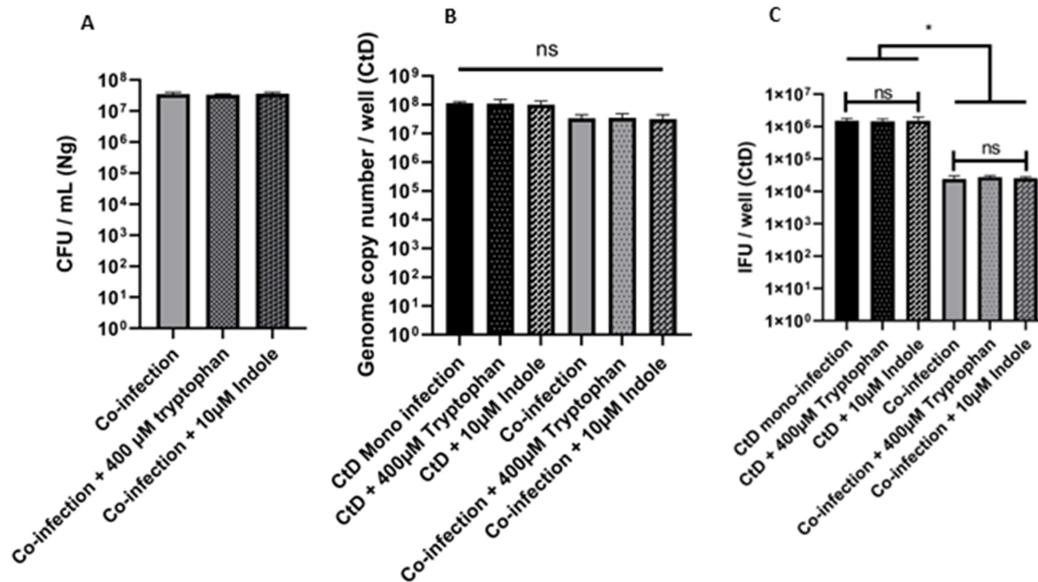 A
CFU / mL (Ng)
10⁸
10⁷
10⁶
10⁵
10⁴
10³
10²
10¹
10⁰
Co-infection
Co-infection + 400 µM tryptophan
Co-infection + 10µM Indole
B
ns
Genome copy number / well (CtD)
10⁹
10⁸
10⁷
10⁶
10⁵
10⁴
10³
10²
10¹
10⁰
CtD Mono infection
CtD + 400µM Tryptophan
CtD + 10µM Indole
Co-infection
Co-infection + 400µM Tryptophan
Co-infection + 10µM Indole
C
*
ns
ns
IFU / well (CtD)
1×10⁷
1×10⁶
1×10⁵
1×10⁴
1×10³
1×10²
1×10¹
1×10⁰
CtD mono-infection
CtD + 400µM Tryptophan
CtD + 10µM Indole
Co-infection
Co-infection + 400µM Tryptophan
Co-infection + 10µM Indole